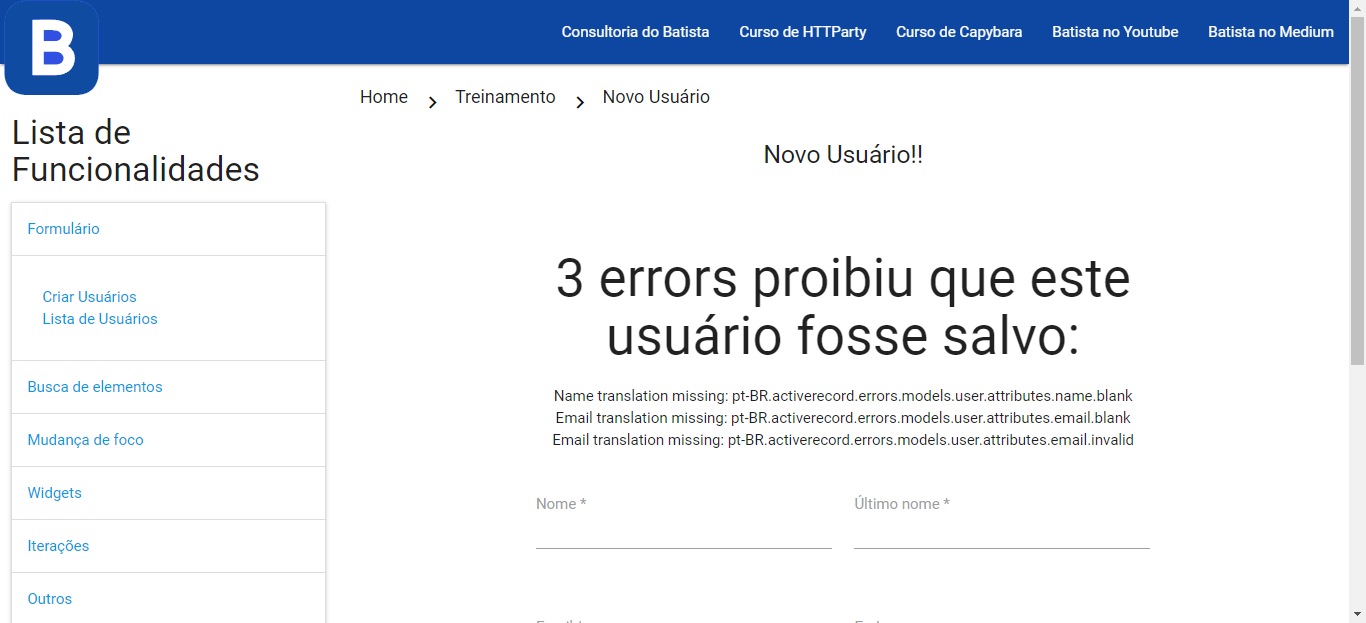 B
Consultoria do Batista
Curso de HTTParty
Curso de Capybara
Batista no Youtube
Batista no Medium
Lista de
Funcionalidades
Formulário
Criar Usuários
Lista de Usuários
Busca de elementos
Mudança de foco
Widgets
Iterações
Outros
Home
Treinamento
Novo Usuário
Novo Usuário!!
3 errors proibiu que este
usuário fosse salvo:
Name translation missing: pt-BR.activerecord.errors.models.user.attributes.name.blank
Email translation missing: pt-BR.activerecord.errors.models.user.attributes.email.blank
Email translation missing: pt-BR.activerecord.errors.models.user.attributes.email.invalid
Nome *
Último nome *